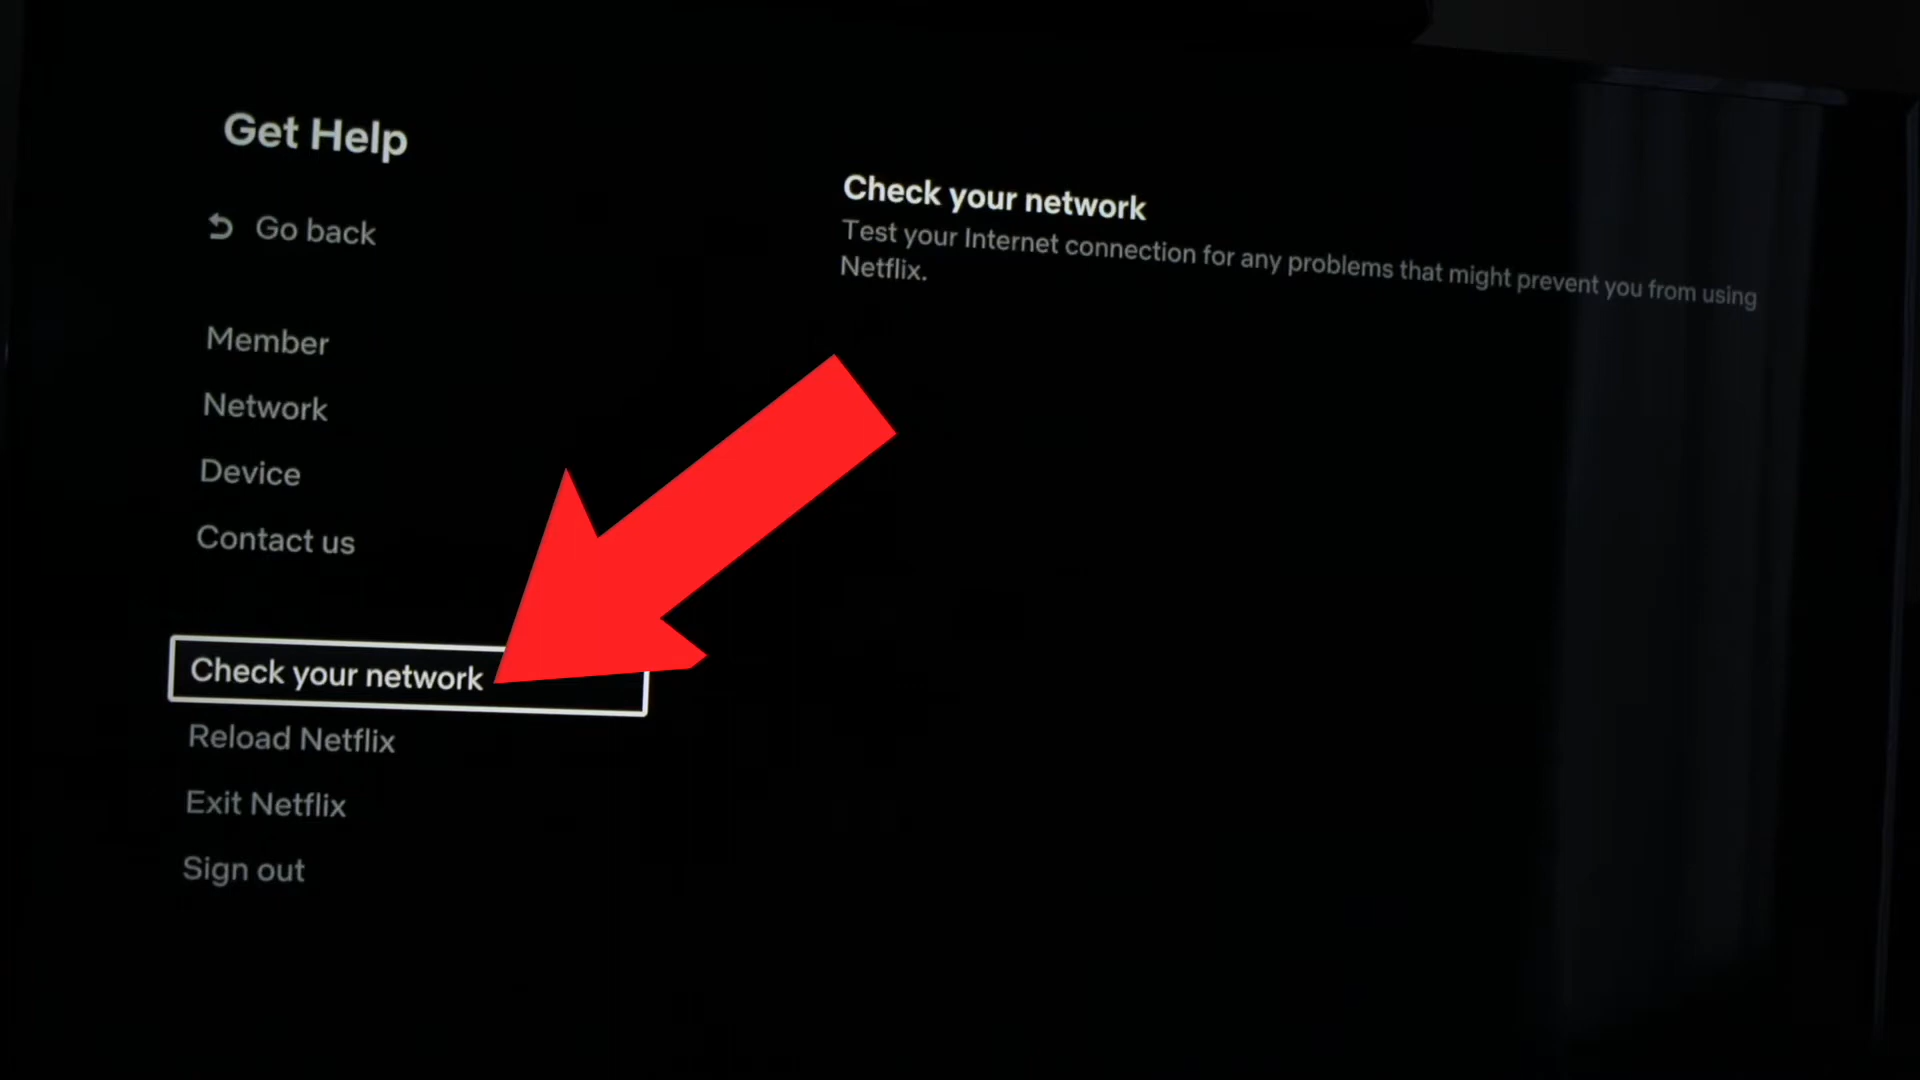 Get Help
Go back
Member
Network
Device
Contact us
Check your network
Reload Netflix
Exit Netflix
Sign out
Check your network
Test your Internet connection for any problems that might prevent you from using
Netflix.